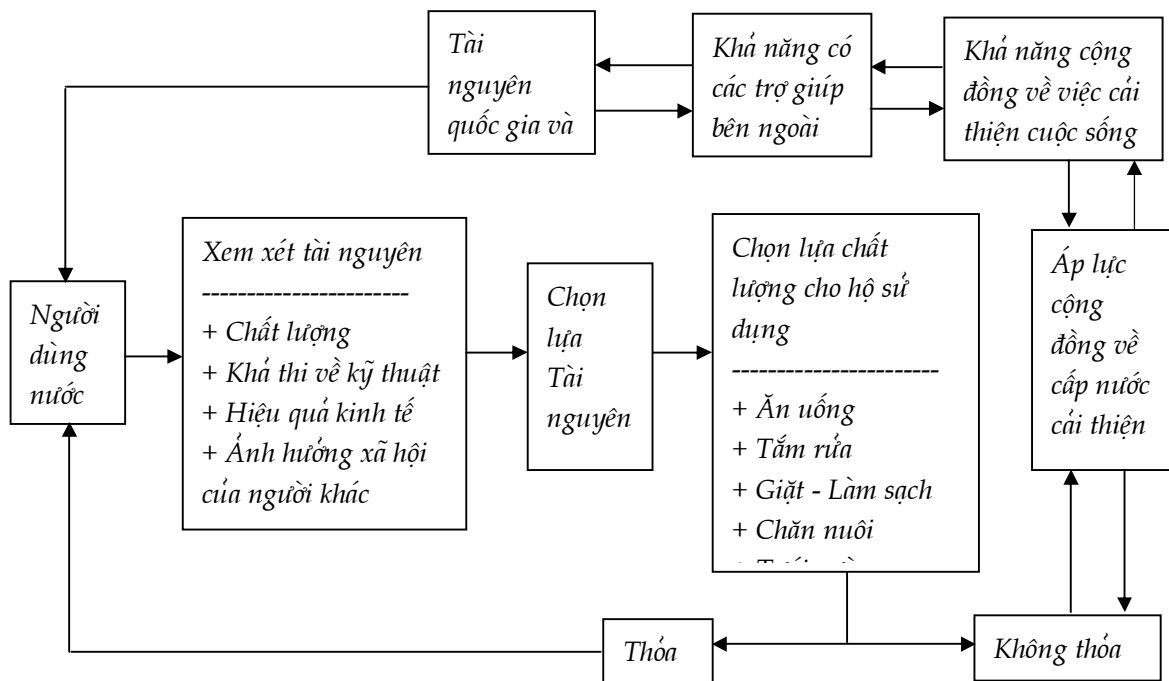 Tài
nguyên
quốc gia và
Khả năng có
các trợ giúp
bên ngoài
Khả năng cộng
đồng về việc cải
thiện cuộc sống
Người
dùng
nước
Xem xét tài nguyên
-----------------------
+ Chất lượng
+ Khả thi về kỹ thuật
+ Hiệu quả kinh tế
+ Ảnh hưởng xã hội
của người khác
Chọn
lựa
Tài
nguyên
Chọn lựa chất
lượng cho hộ sử
dụng
-----------------------
+ Ăn uống
+ Tắm rửa
+ Giặt - Làm sạch
+ Chăn nuôi
Áp lực
cộng
đồng về
cấp nước
cải thiện
Thỏa
Không thỏa